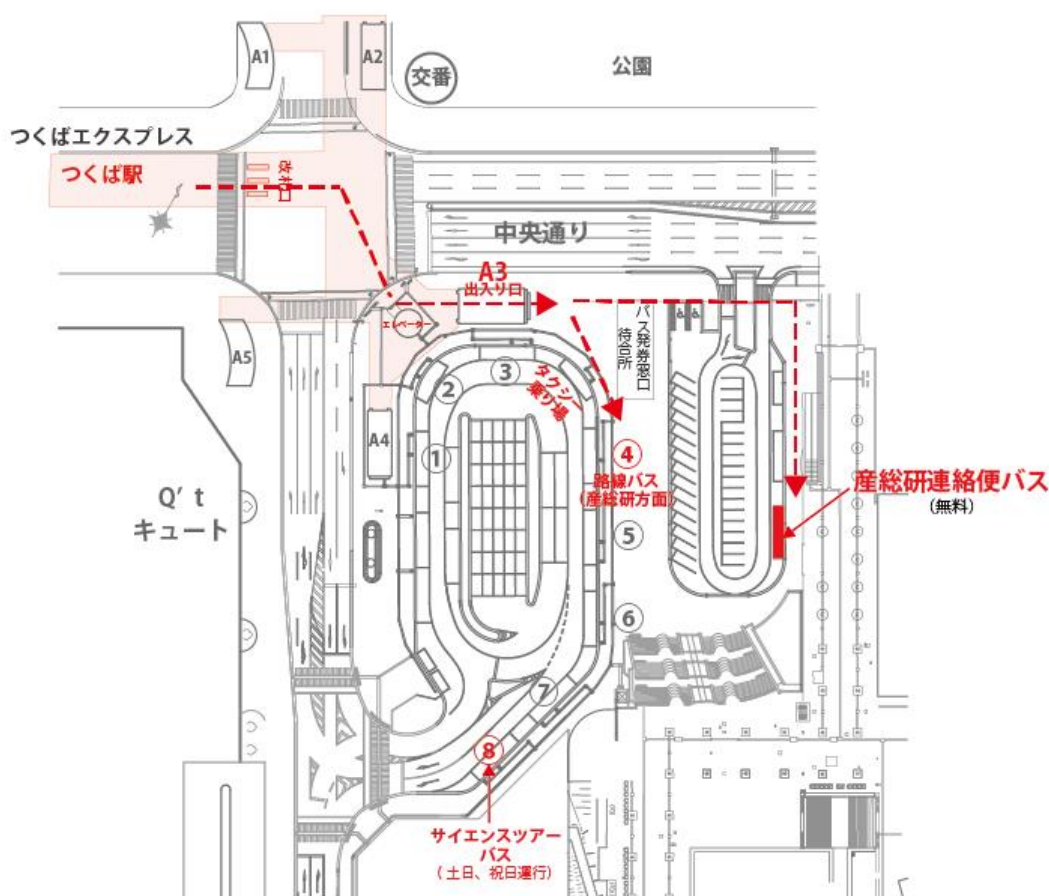 A1
A2
交番
公園
つくばエクスプレス
つくば駅
改札口
中央通り
A3
出入り口
エレベーター
バス発券窓口
待合所
A5
②
③
タクシー
乗り場
A4
①
④
路線バス
（産総研方面）
産総研連絡便バス
（無料）
Q't
キュート
⑤
⑥
⑦
⑧
サイエンスツアー
バス
（土日、祝日運行）